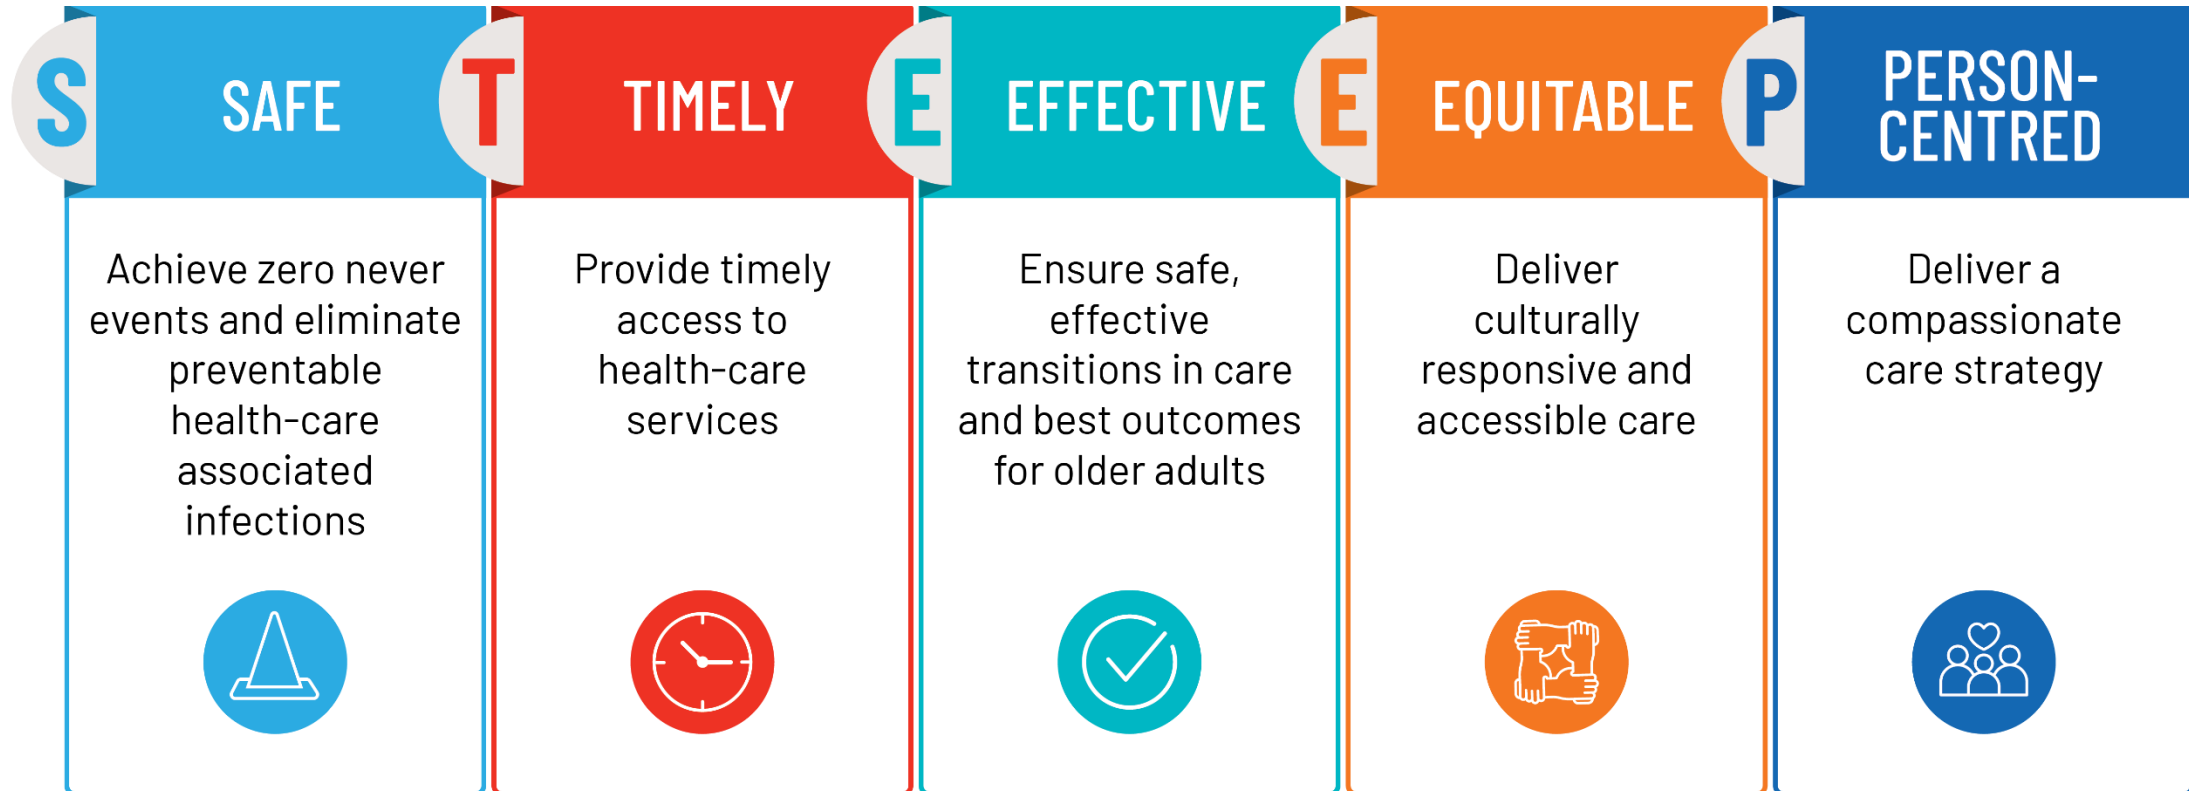 S
SAFE
Achieve zero never
events and eliminate
preventable
health-care
associated
infections
T
TIMELY
Provide timely
access to
health-care
services
E
EFFECTIVE
Ensure safe,
effective
transitions in care
and best outcomes
for older adults
E
EQUITABLE
Deliver
culturally
responsive and
accessible care
P
PERSON-
CENTRED
Deliver a
compassionate
care strategy